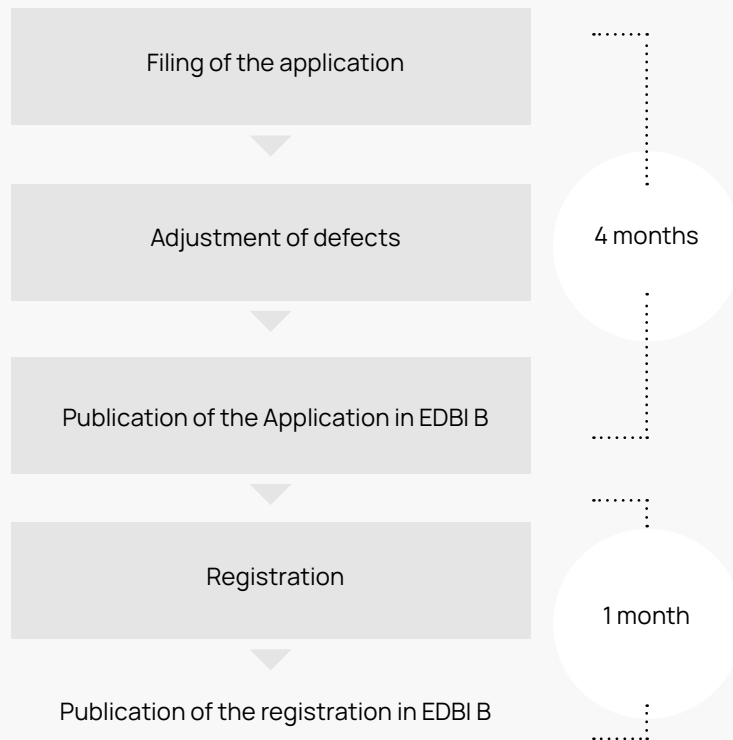 Filing of the application
Adjustment of defects
4 months
Publication of the Application in EDBI B
Registration
1 month
Publication of the registration in EDBI B